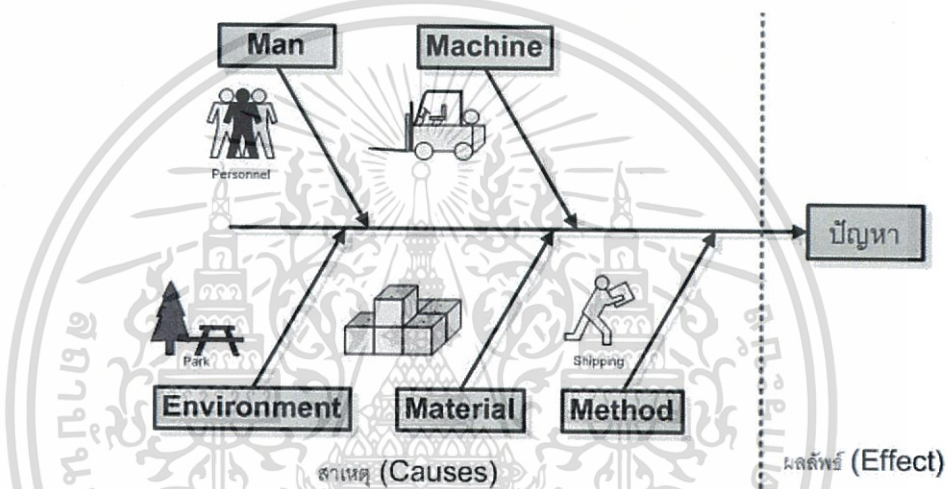 Man
Machine
Personnel
ปัญหา
Park
Shipping
Environment
Material
Method
สาเหตุ (Causes)
ผลลัพธ์ (Effect)